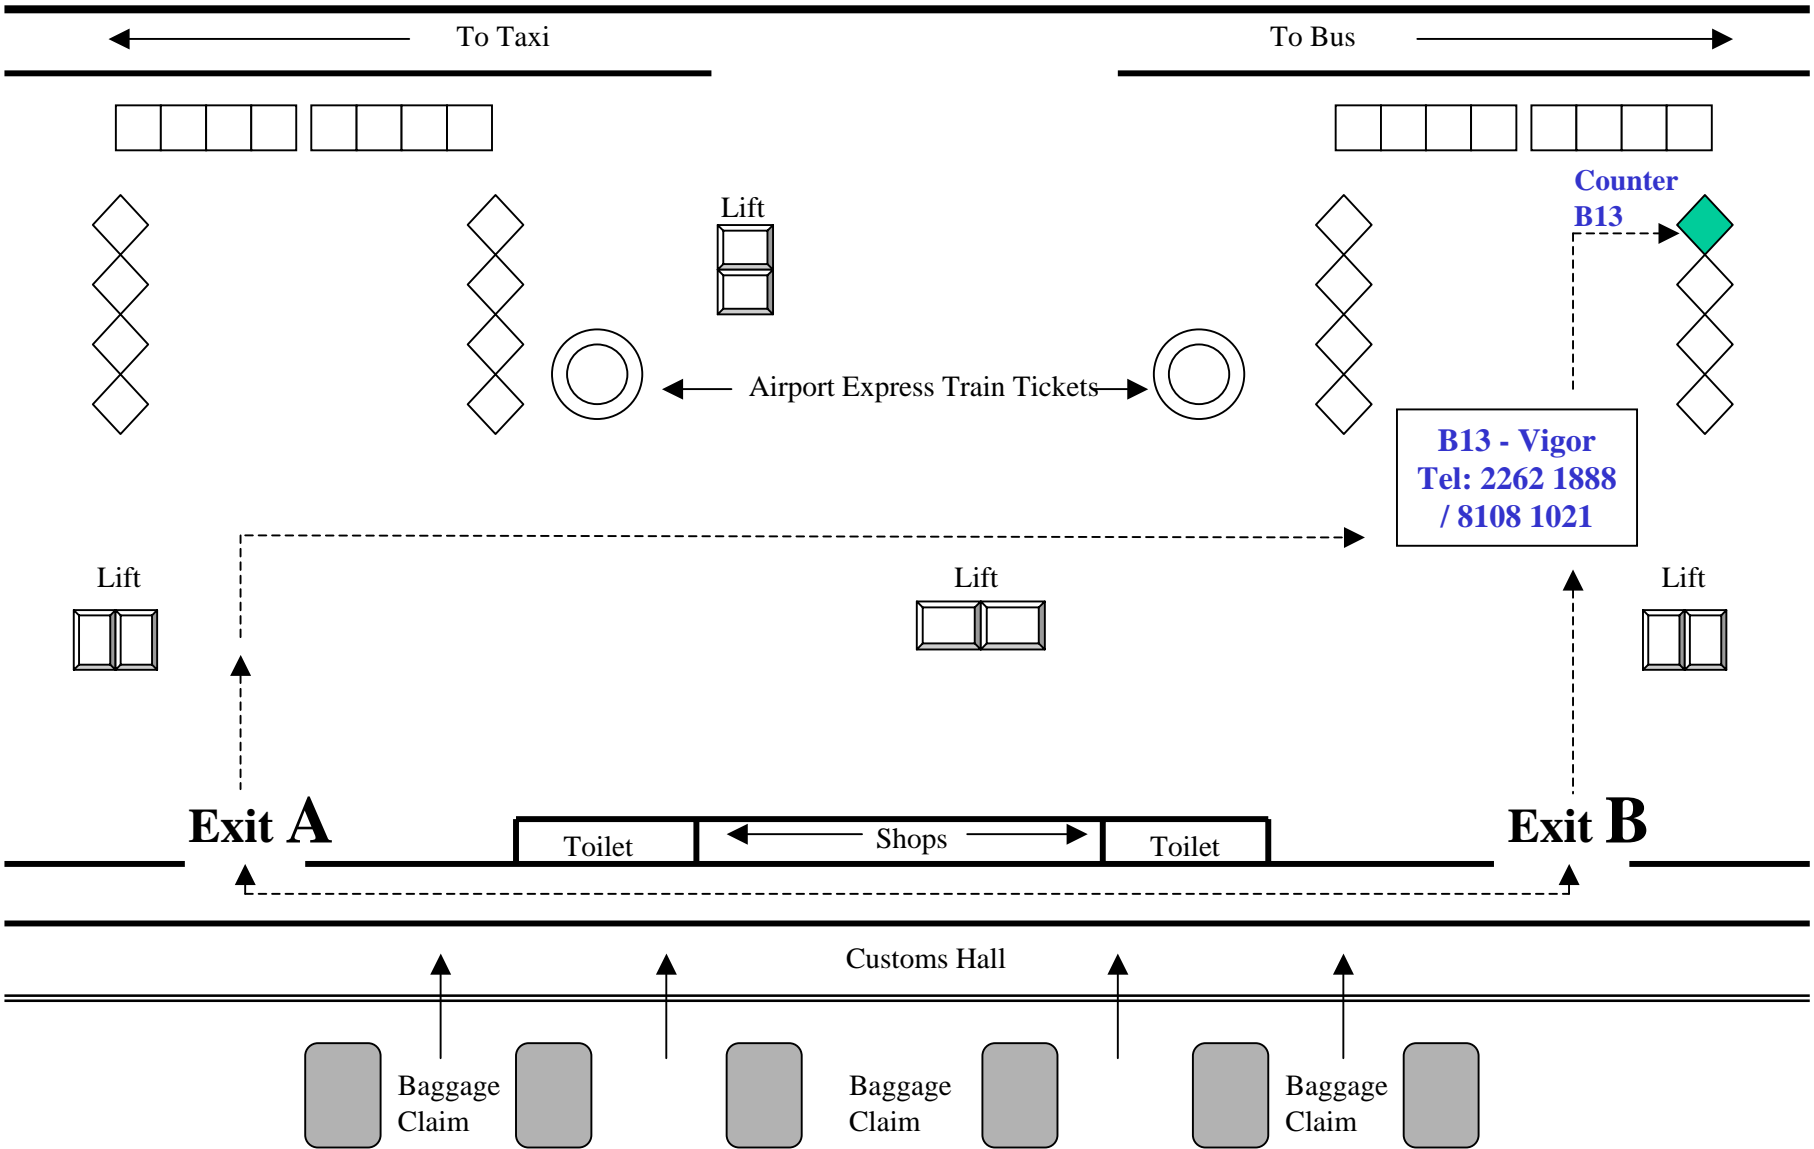 To Taxi
To Bus
Counter
B13
Lift
Airport Express Train Tickets
B13 - Vigor
Tel: 2262 1888
/ 8108 1021
Lift
Lift
Lift
Exit A
Exit B
Toilet
Shops
Toilet
Customs Hall
Baggage
Claim
Baggage
Claim
Baggage
Claim